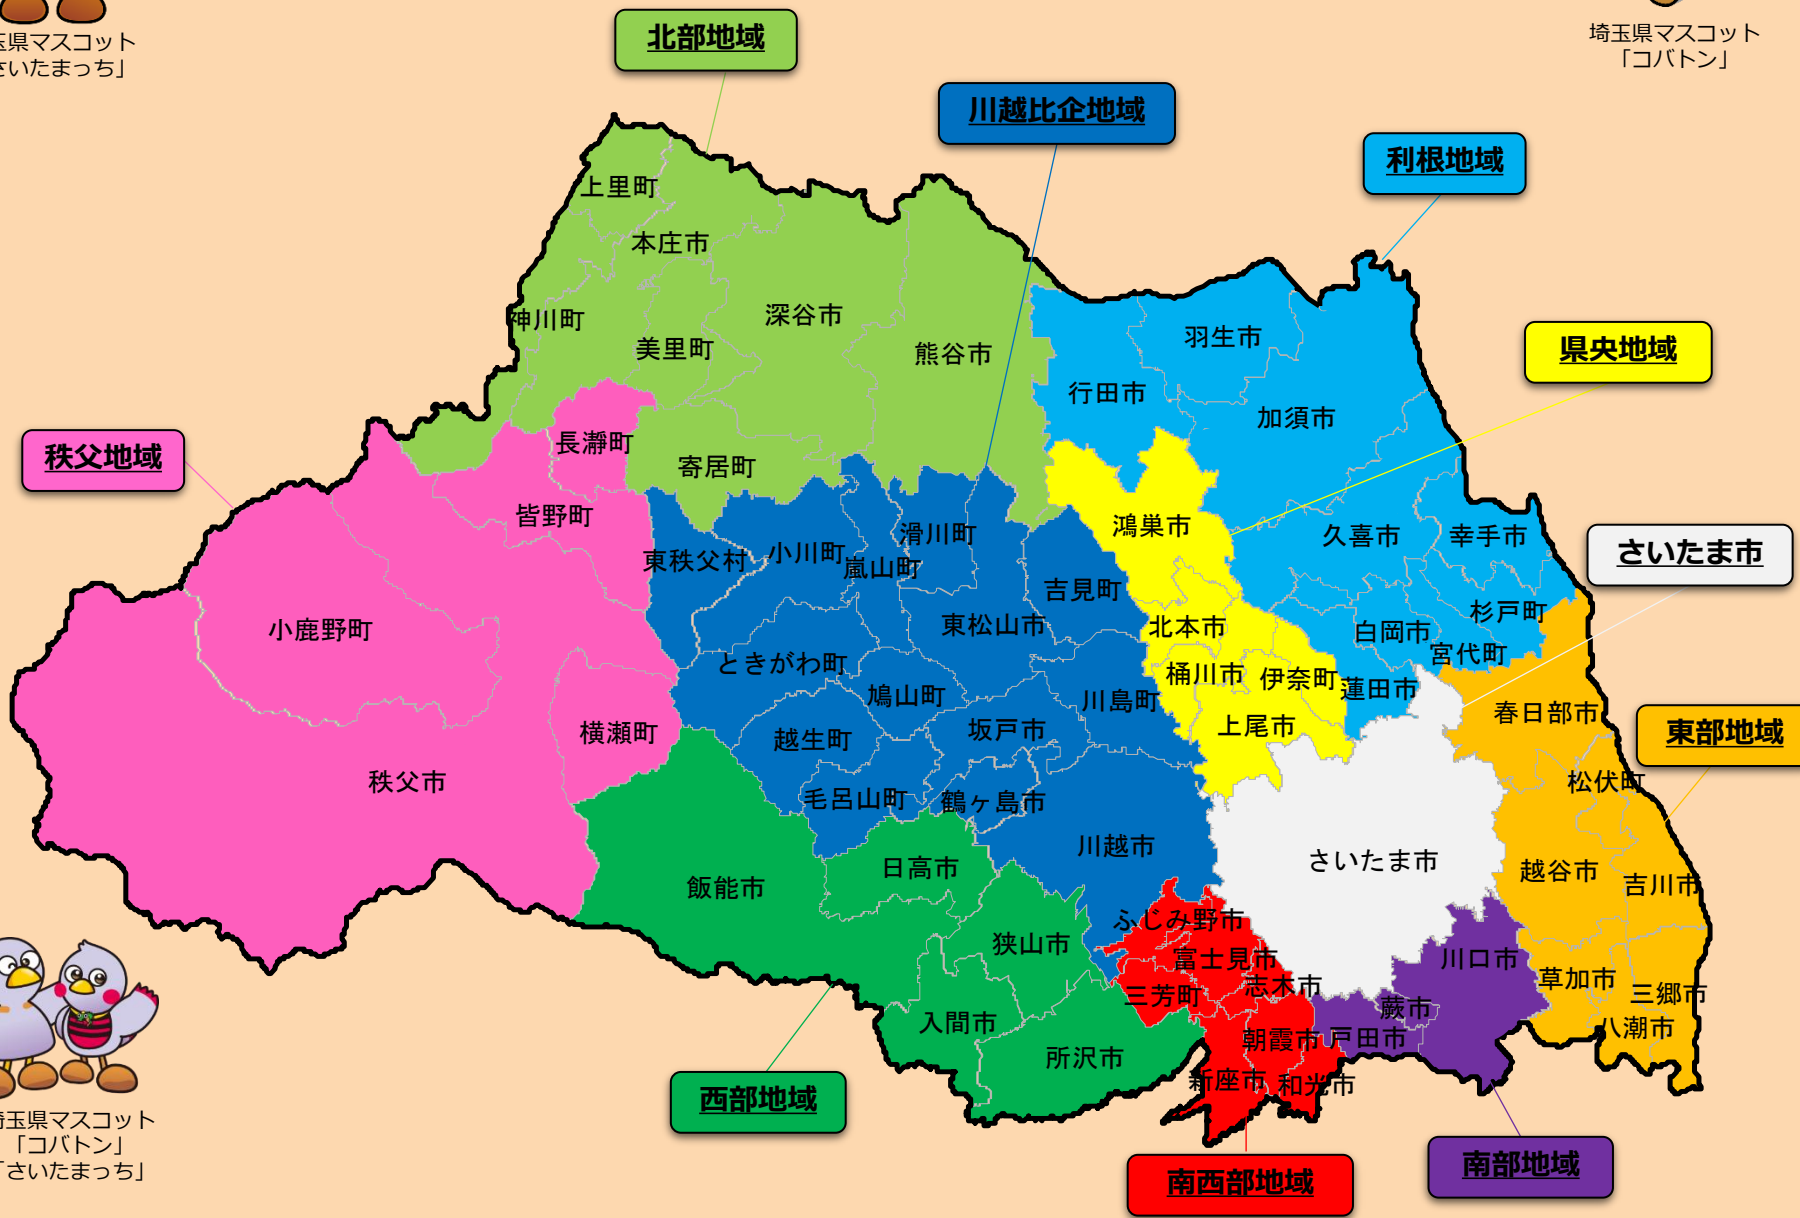 玉県マスコット
さいたまっち」
埼玉県マスコット
「コバトン」
北部地域
川越比企地域
利根地域
県央地域
秩父地域
さいたま市
東部地域
西部地域
南西部地域
南部地域
上里町
本庄市
神川町
美里町
深谷市
熊谷市
寄居町
長瀞町
皆野町
小鹿野町
秩父市
横瀬町
東秩父村
小川町
嵐山町
滑川町
吉見町
東松山市
ときがわ町
鳩山町
川島町
越生町
坂戸市
毛呂山町
鶴ヶ島市
川越市
行田市
羽生市
加須市
久喜市
幸手市
杉戸町
白岡市
宮代町
蓮田市
鴻巣市
北本市
桶川市
伊奈町
上尾市
さいたま市
春日部市
松伏町
越谷市
吉川市
草加市
三郷市
八潮市
飯能市
日高市
狭山市
入間市
所沢市
ふじみ野市
富士見市
三芳町
志木市
朝霞市
新座市
和光市
川口市
蕨市
戸田市
埼玉県マスコット
「コバトン」
「さいたまっち」